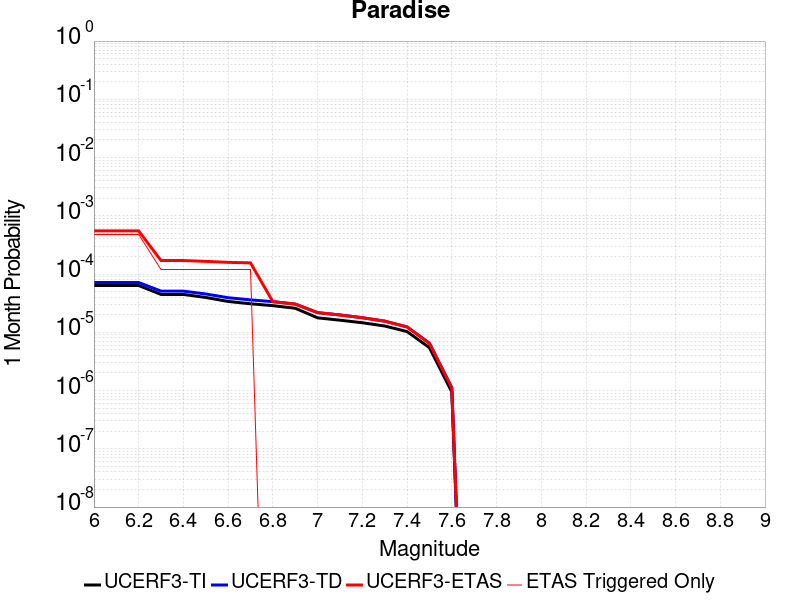 Paradise
10^0
10^-1
10^-2
10^-3
10^-4
10^-5
10^-6
10^-7
10^-8
1 Month Probability
6 6.2 6.4 6.6 6.8 7 7.2 7.4 7.6 7.8 8 8.2 8.4 8.6 8.8 9
Magnitude
UCERF3-TI UCERF3-TD UCERF3-ETAS ETAS Triggered Only